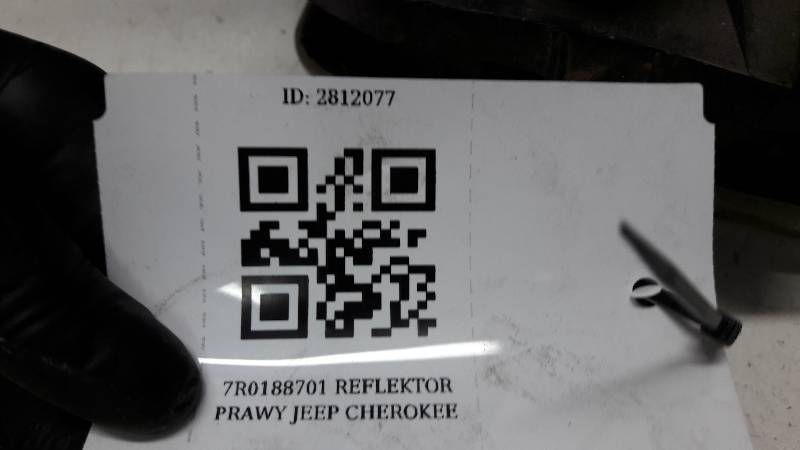 ID: 2812077
7R0188701 REFLEKTOR
PRAWY JEEP CHEROKEE